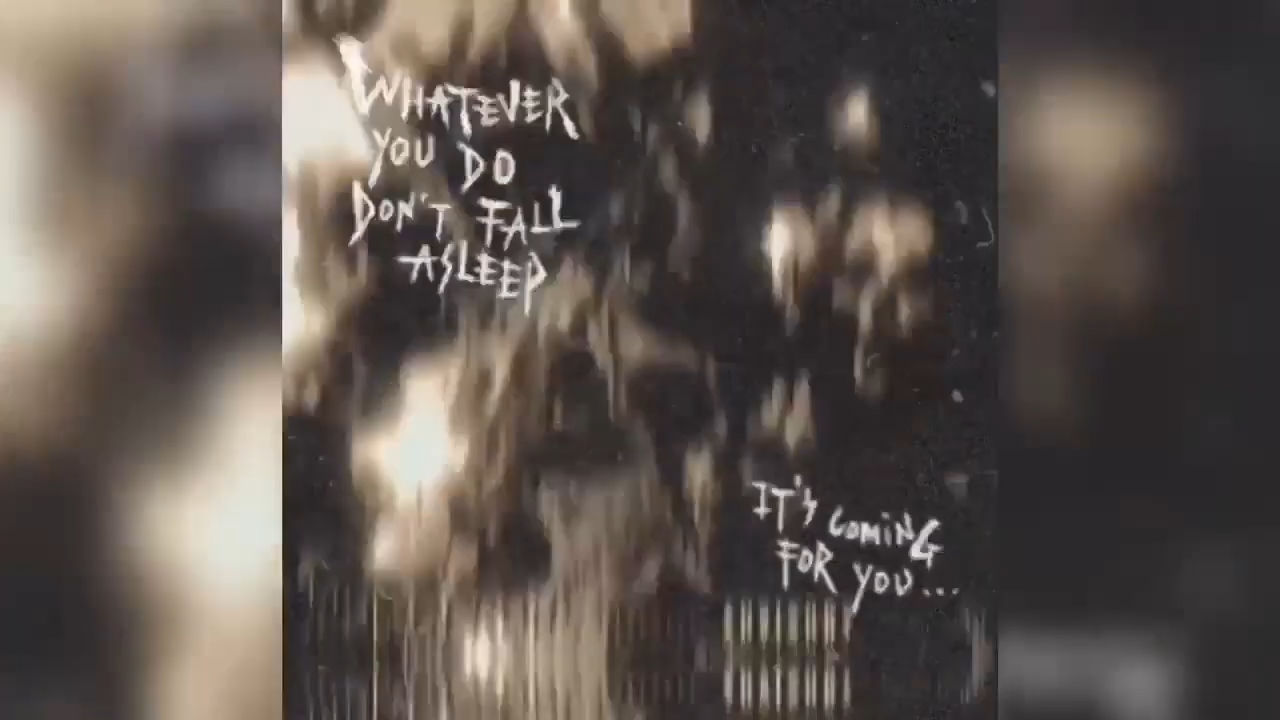 WHATEVER
YOU DO
DON'T FALL
ASLEEP
IT'S COMING
FOR YOU...